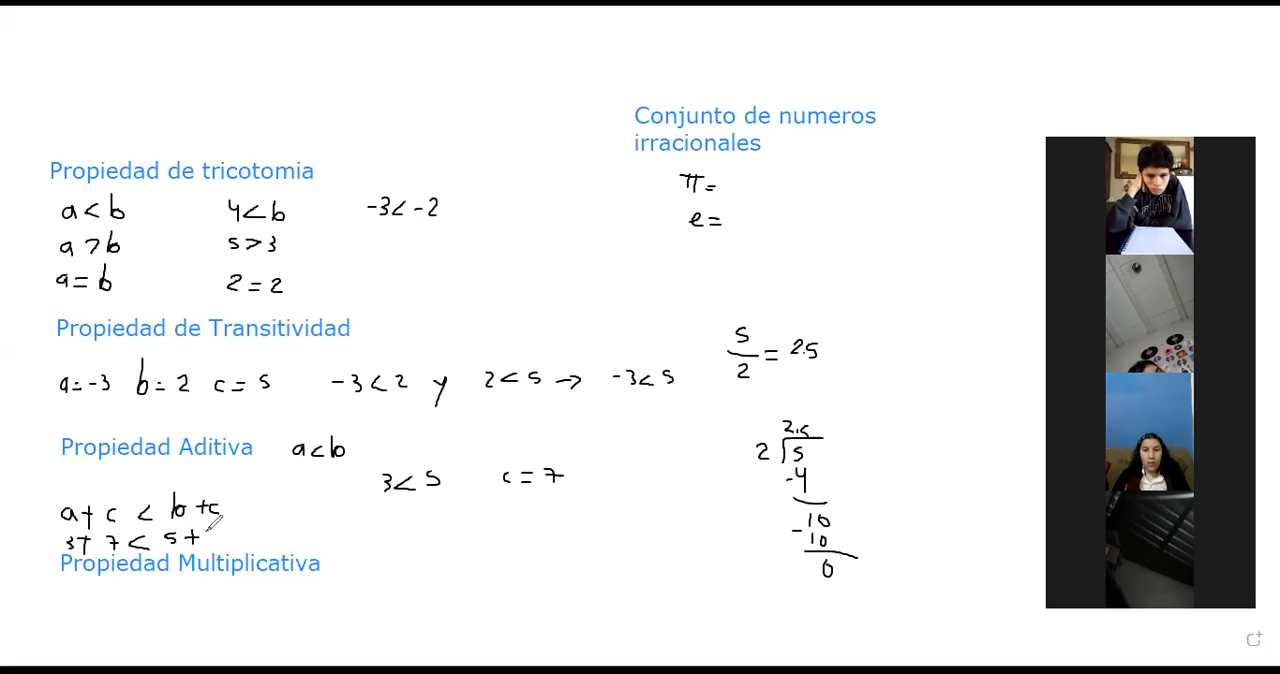 Propiedad de tricotomia
a < b 4 < b -3 < -2
a > b 5 > 3
a = b 2 = 2
Propiedad de Transitividad
a = -3 b = 2 c = 5 -3 < 2 y 2 < 5 → -3 < 5
Propiedad Aditiva a < b
3 < 5 c = 7
a + c < b + c
3 + 7 < 5 +
Propiedad Multiplicativa
Conjunto de numeros
irracionales
π =
e =
5
— = 2.5
2
2.5
2 5
-4
-10
10
0